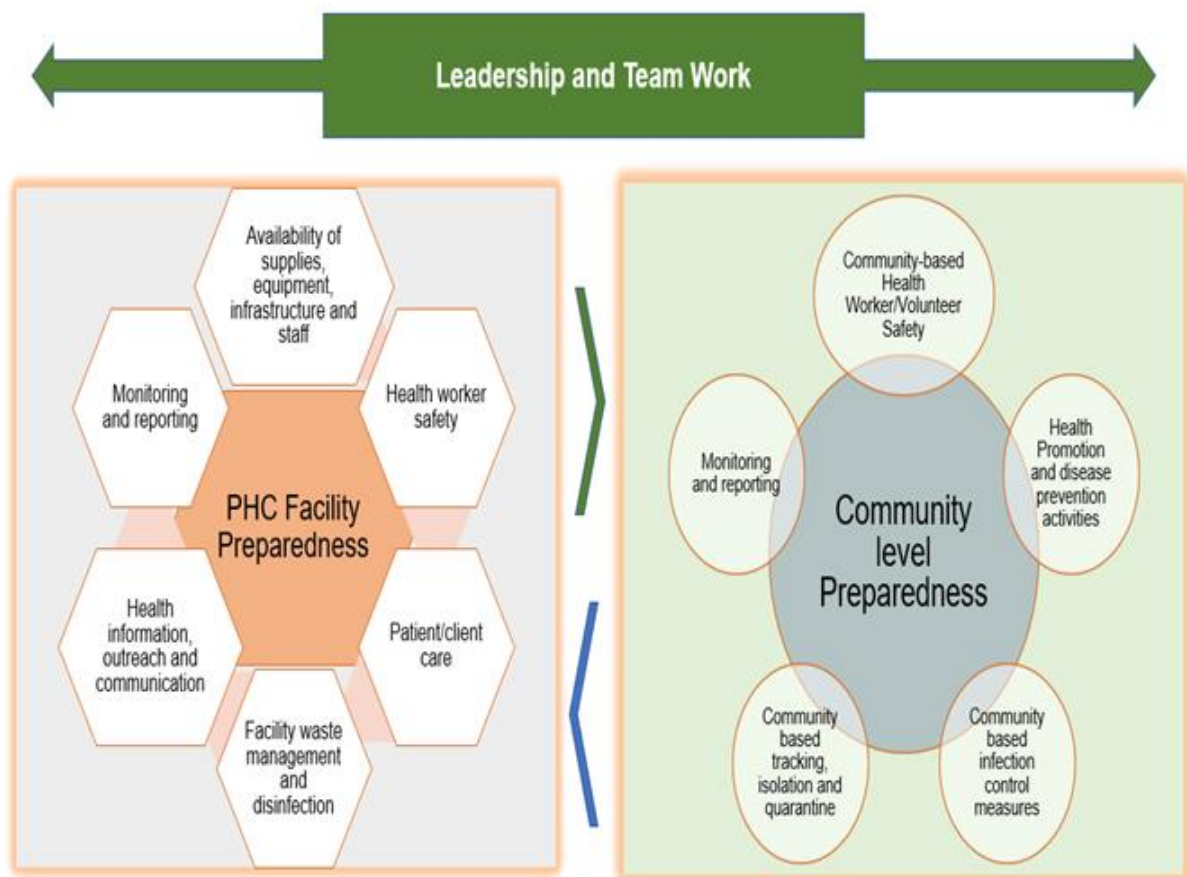 Leadership and Team Work
Availability of
supplies,
equipment,
infrastructure and
staff
Monitoring
and reporting
Health worker
safety
PHC Facility
Preparedness
Health
information,
outreach and
communication
Patient/client
care
Facility waste
management
and
disinfection
Community-based
Health
Worker/Volunteer
Safety
Monitoring
and reporting
Health
Promotion
and disease
prevention
activities
Community
level
Preparedness
Community
based
tracking,
isolation and
quarantine
Community
based
infection
control
measures